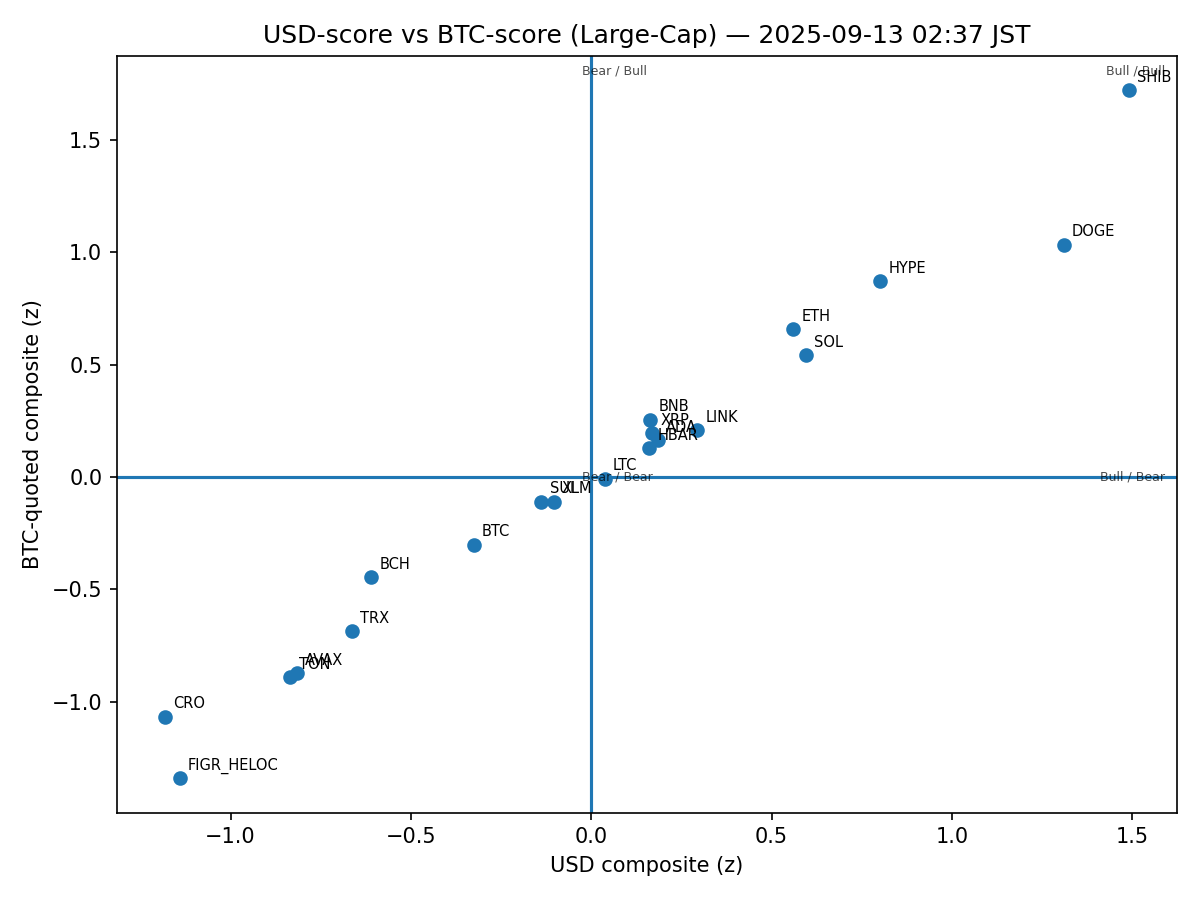 USD-score vs BTC-score (Large-Cap) — 2025-09-13 02:37 JST
Bear / Bull
Bull / Bull
SHIB
1.5
DOGE
1.0
HYPE
ETH
SOL
0.5
BNB
LINK
XRP
ADA
HBAR
LTC
0.0
Bear / Bear
Bull / Bear
SUI
XLM
BTC
BCH
−0.5
TRX
AVAX
TON
−1.0
CRO
FIGR_HELOC
BTC-quoted composite (z)
−1.0
−0.5
0.0
0.5
1.0
1.5
USD composite (z)